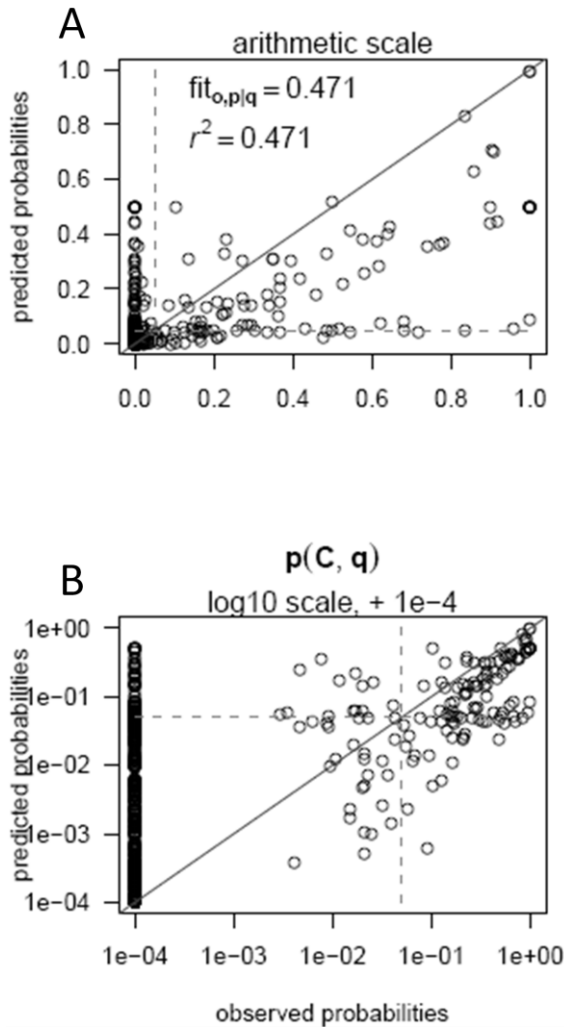 A
arithmetic scale
fito,p|q = 0.471
r2 = 0.471
predicted probabilities
1.0
0.8
0.6
0.4
0.2
0.0
0.0 0.2 0.4 0.6 0.8 1.0
p(C, q)
B
log10 scale, + 1e−4
predicted probabilities
1e+00
1e−01
1e−02
1e−03
1e−04
1e−04 1e−03 1e−02 1e−01 1e+00
observed probabilities